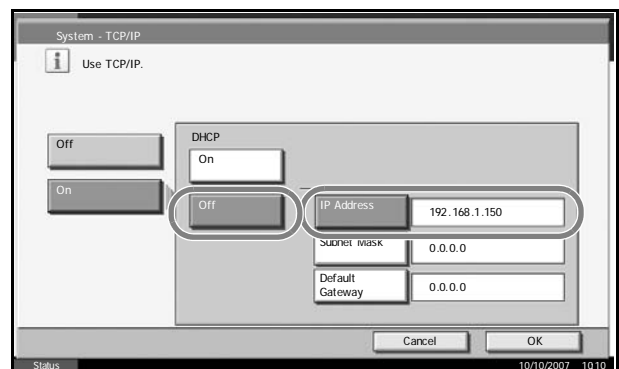 System - TCP/IP
i Use TCP/IP.
Off
On
DHCP
On
Off
IP Address 192.168.1.150
Subnet Mask 0.0.0.0
Default Gateway 0.0.0.0
Cancel OK
Status 10/10/2007 10:10